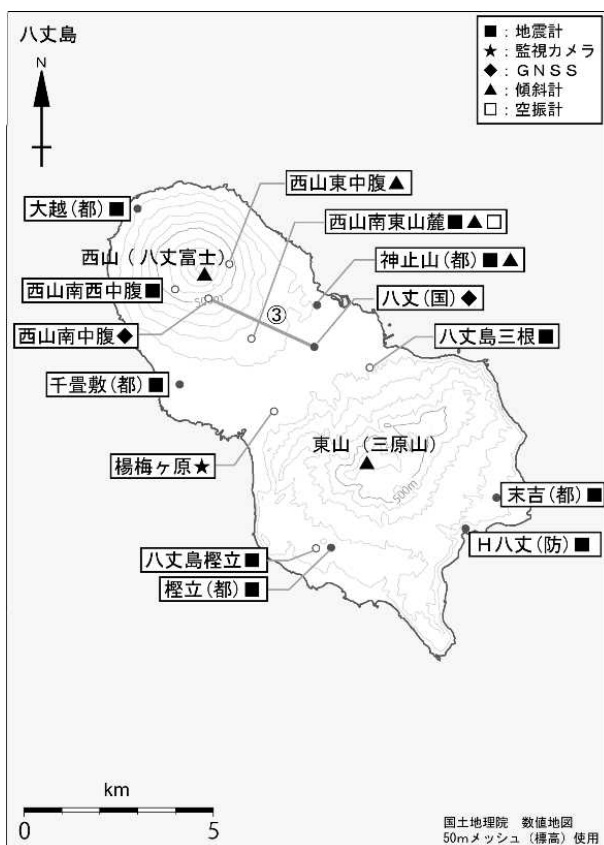 八丈島
N
■：地震計
★：監視カメラ
◆：GNSS
▲：傾斜計
□：空振計
西山東中腹▲
大越(都)■
西山南東山麓■▲□
西山（八丈富士）
神止山(都)■▲
西山南西中腹■
八丈(国)◆
③
西山南中腹◆
八丈島三根■
千畳敷(都)■
東山（三原山）
楊梅ヶ原★
500m
末吉(都)■
H八丈(防)■
八丈島樫立■
樫立(都)■
km
0 5
国土地理院 数値地図
50mメッシュ（標高）使用